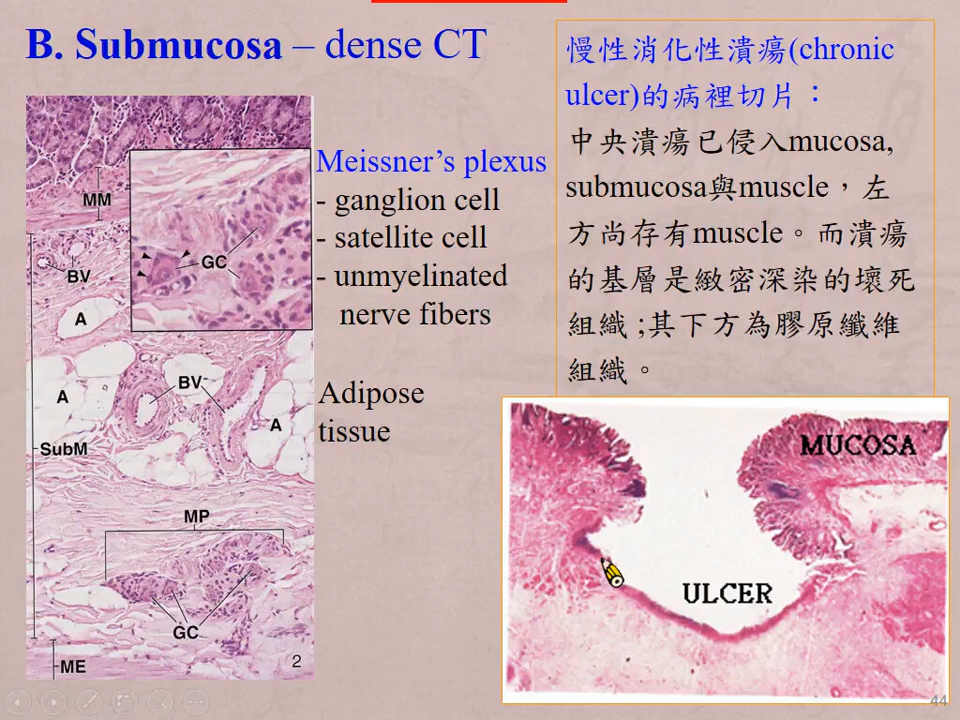 B. Submucosa – dense CT
MM
BV
A
GC
A
BV
A
SubM
MP
GC
ME
2
Meissner’s plexus
- ganglion cell
- satellite cell
- unmyelinated
nerve fibers
Adipose
tissue
慢性消化性潰瘍(chronic
ulcer)的病裡切片：
中央潰瘍已侵入mucosa,
submucosa與muscle，左
方尚存有muscle。而潰瘍
的基層是緻密深染的壞死
組織 ;其下方為膠原纖維
組織。
MUCOSA
ULCER
44